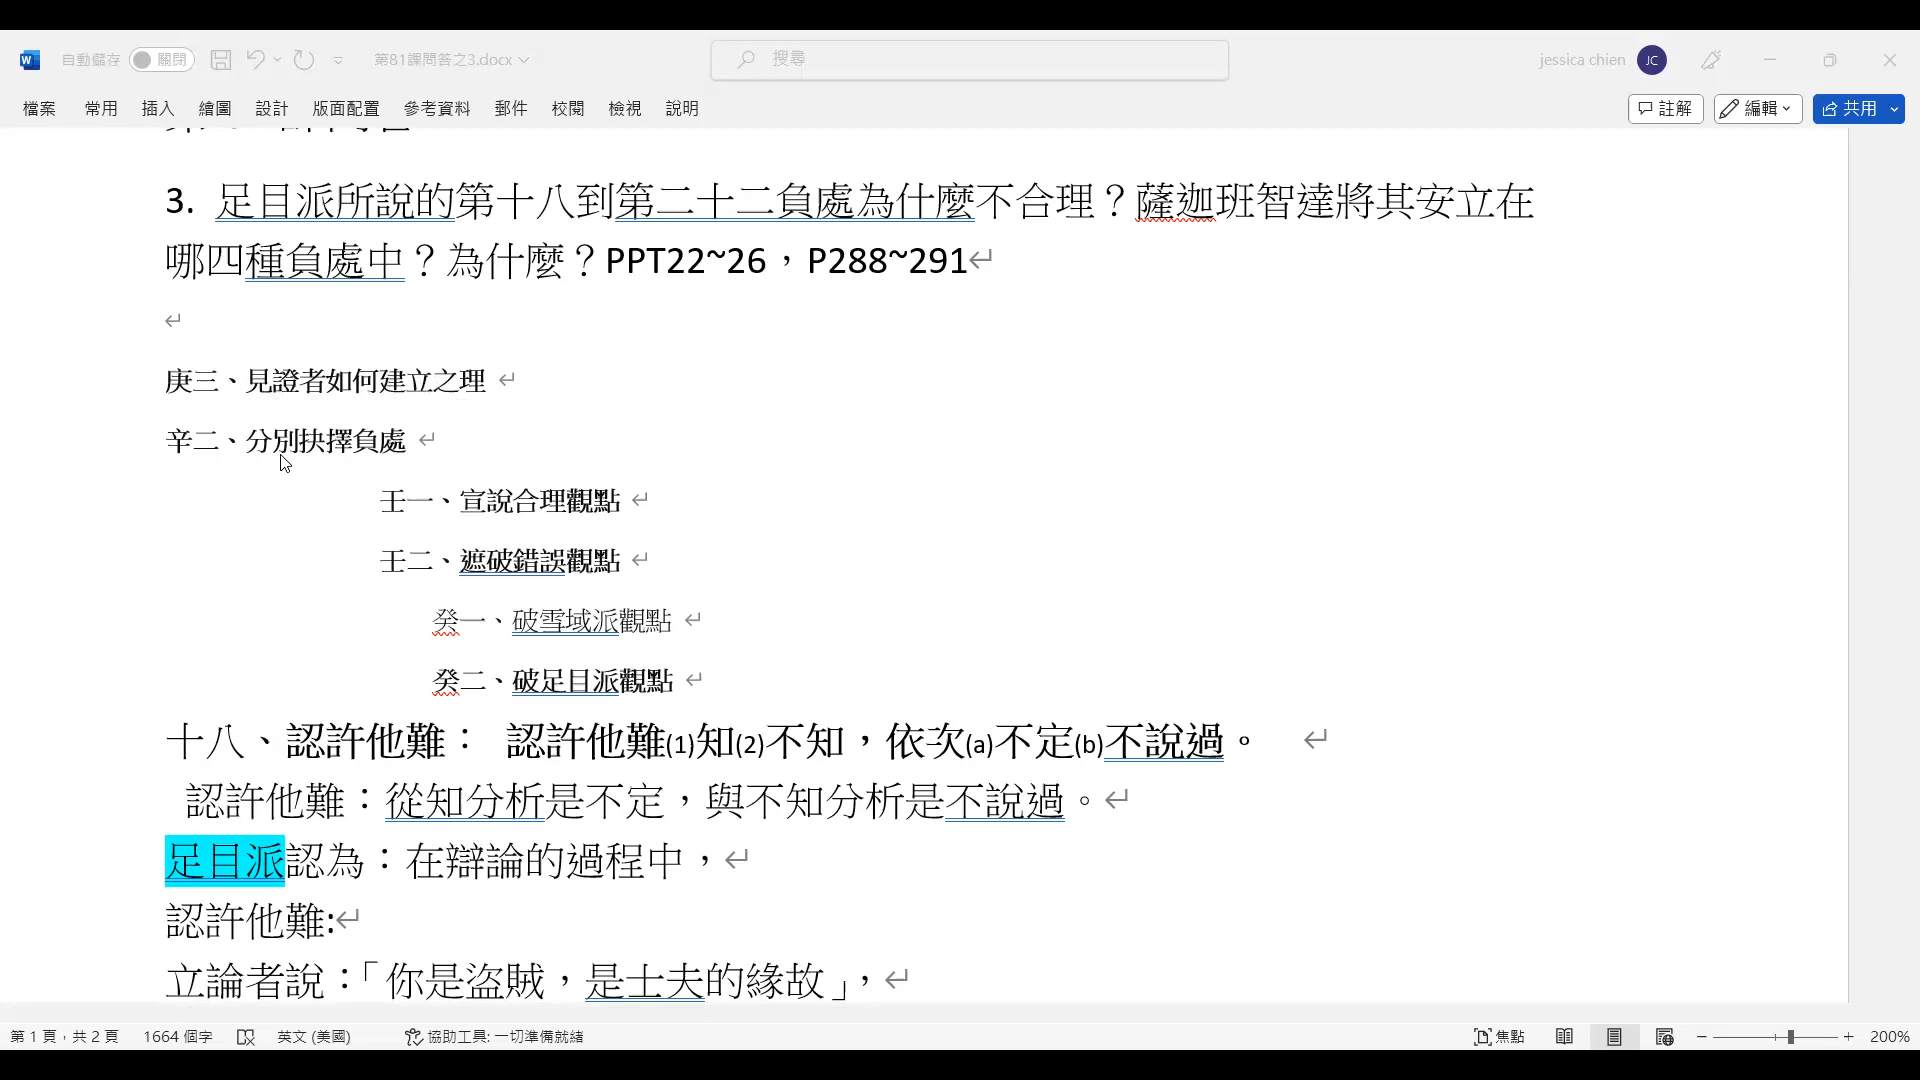 自動儲存 關閉 第81課問答之3.docx 搜尋 jessica chien JC
檔案 常用 插入 繪圖 設計 版面配置 參考資料 郵件 校閱 檢視 說明 註解 編輯 共用
3. 足目派所說的第十八到第二十二負處為什麼不合理？薩迦班智達將其安立在
哪四種負處中？為什麼？PPT22~26，P288~291
庚三、見證者如何建立之理
辛二、分別抉擇負處
壬一、宣說合理觀點
壬二、遮破錯誤觀點
癸一、破雪域派觀點
癸二、破足目派觀點
十八、認許他難： 認許他難(1)知(2)不知，依次(a)不定(b)不說過。
認許他難：從知分析是不定，與不知分析是不說過。
足目派認為：在辯論的過程中，
認許他難:
立論者說：「你是盜賊，是士夫的緣故」，
第 1 頁，共 2 頁 1664 個字 英文 (美國) 協助工具: 一切準備就緒 焦點 200%